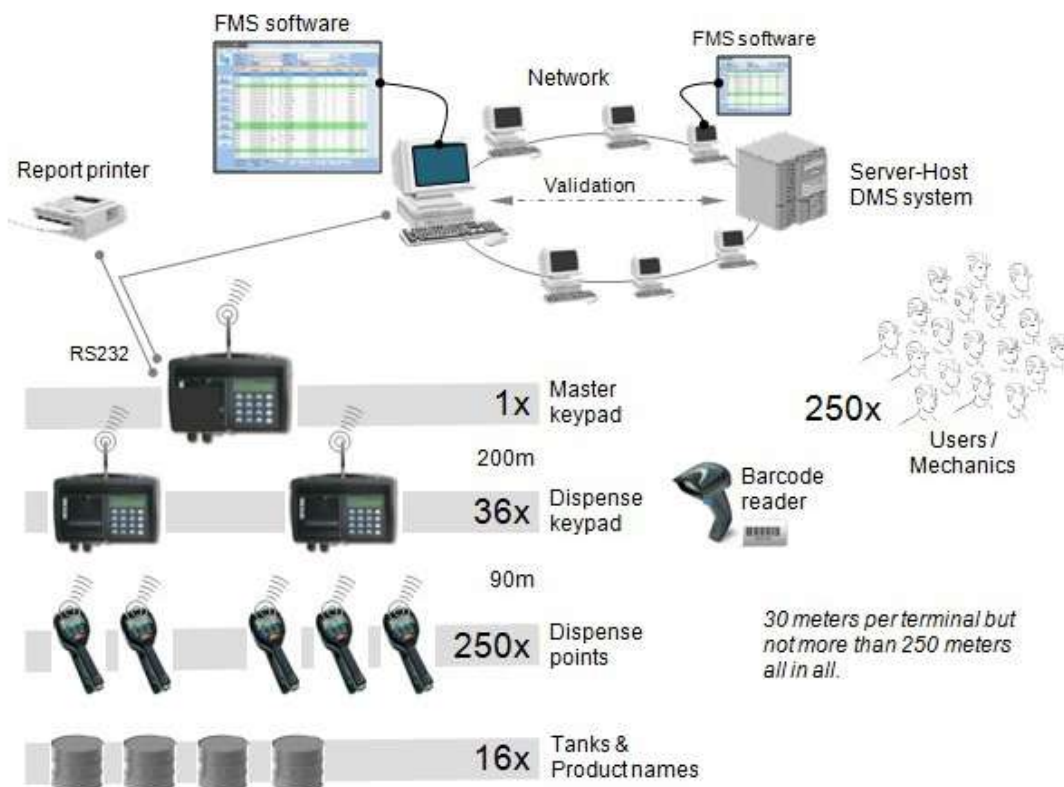 FMS software
FMS software
Network
Report printer
Validation
Server-Host
DMS system
RS232
1x
Master
keypad
250x
Users /
Mechanics
200m
36x
Dispense
keypad
Barcode
reader
90m
250x
Dispense
points
30 meters per terminal but
not more than 250 meters
all in all.
16x
Tanks &
Product names